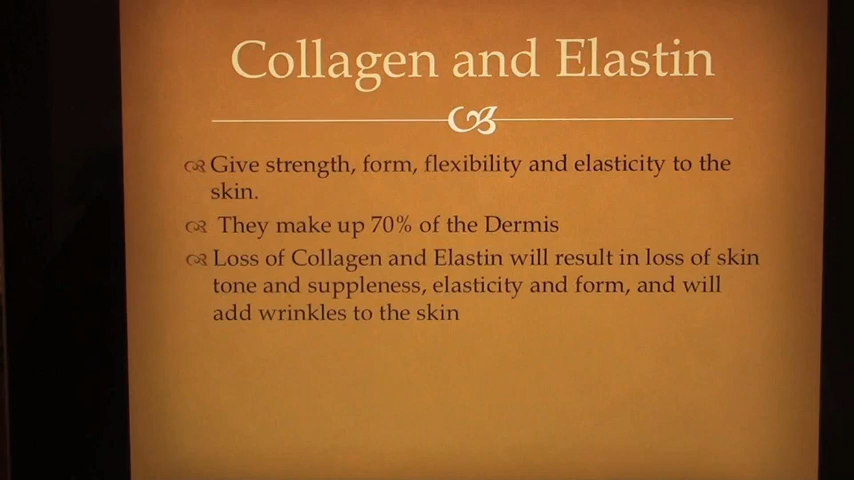 Collagen and Elastin
Give strength, form, flexibility and elasticity to the
skin.
They make up 70% of the Dermis
Loss of Collagen and Elastin will result in loss of skin
tone and suppleness, elasticity and form, and will
add wrinkles to the skin